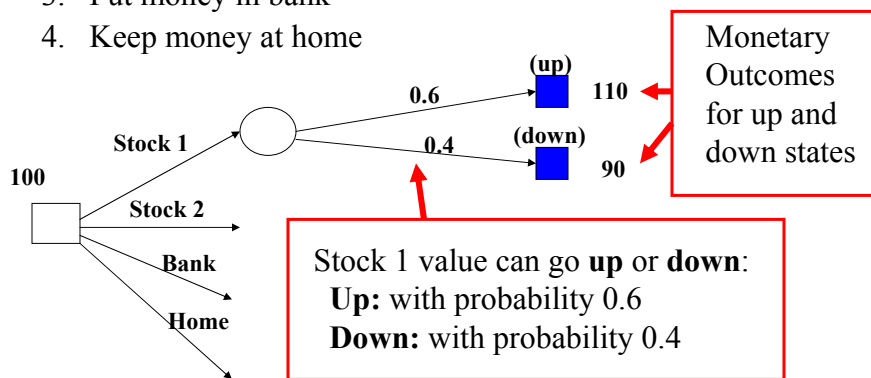 3. Put money in bank
4. Keep money at home
(up)
0.6
110
Monetary
Outcomes
for up and
down states
Stock 1
0.4
(down)
90
100
Stock 2
Bank
Home
Stock 1 value can go up or down:
Up: with probability 0.6
Down: with probability 0.4